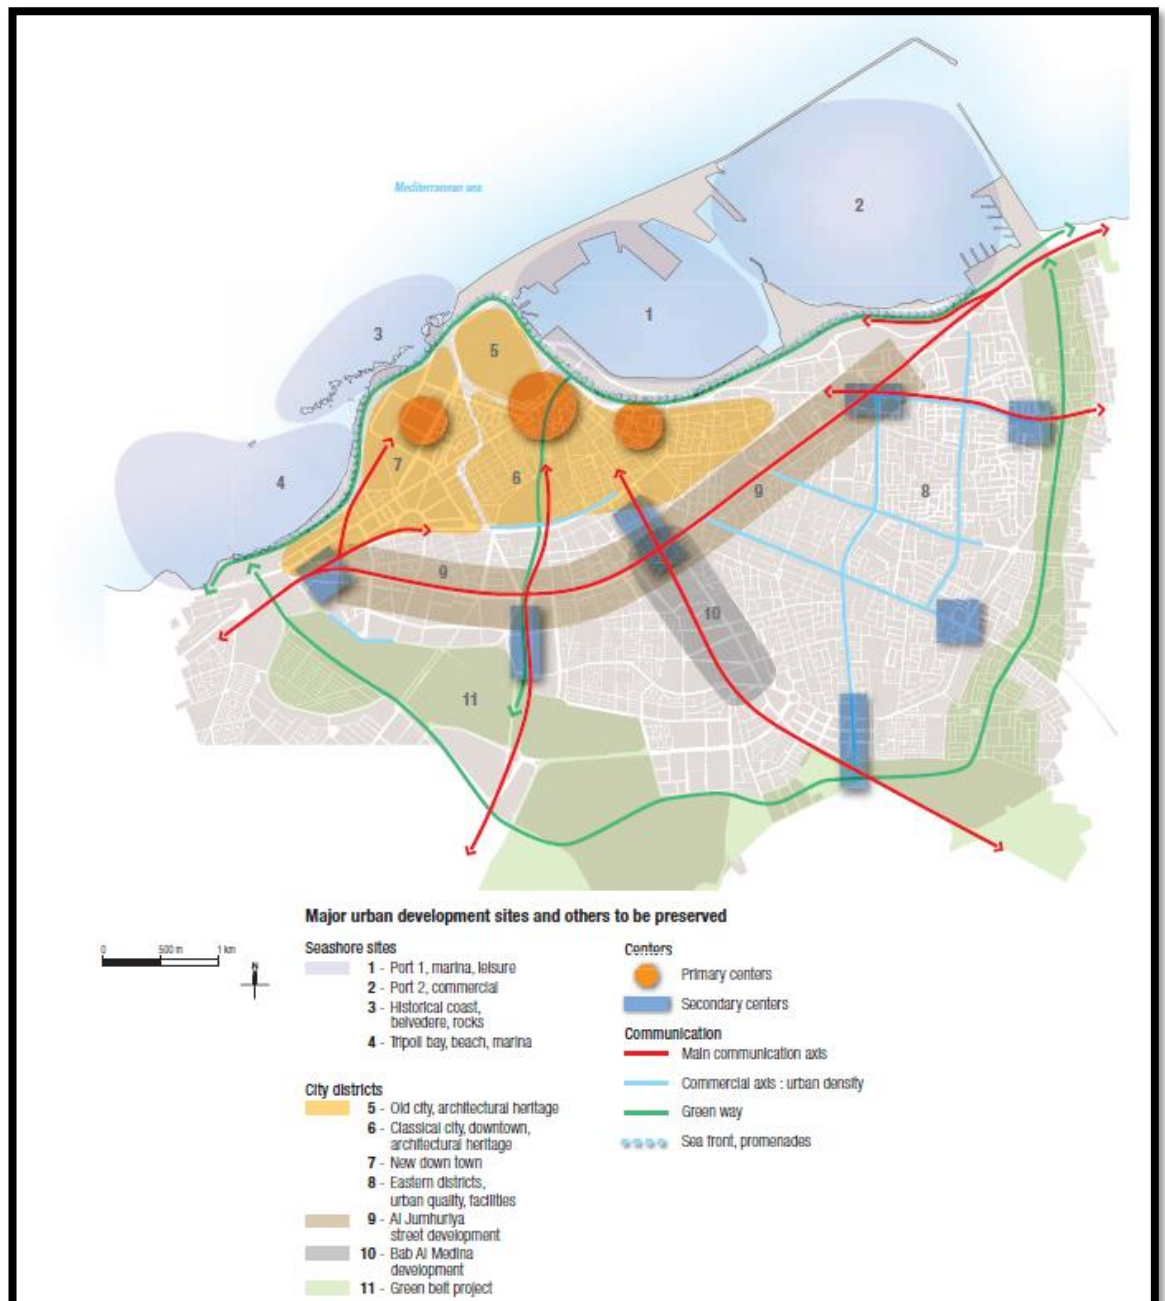 Mediterranean sea
2
1
3
5
4
7
6
9
8
9
10
11
0 500 m 1 km
N
Major urban development sites and others to be preserved
Seashore sites
1 - Port 1, marina, leisure
2 - Port 2, commercial
3 - Historical coast,
belvedere, rocks
4 - Tripoli bay, beach, marina
City districts
5 - Old city, architectural heritage
6 - Classical city, downtown,
architectural heritage
7 - New down town
8 - Eastern districts,
urban quality, facilities
9 - Al Jumhuriya
street development
10 - Bab Al Medina
development
11 - Green belt project
Centers
Primary centers
Secondary centers
Communication
Main communication axis
Commercial axis : urban density
Green way
Sea front, promenades